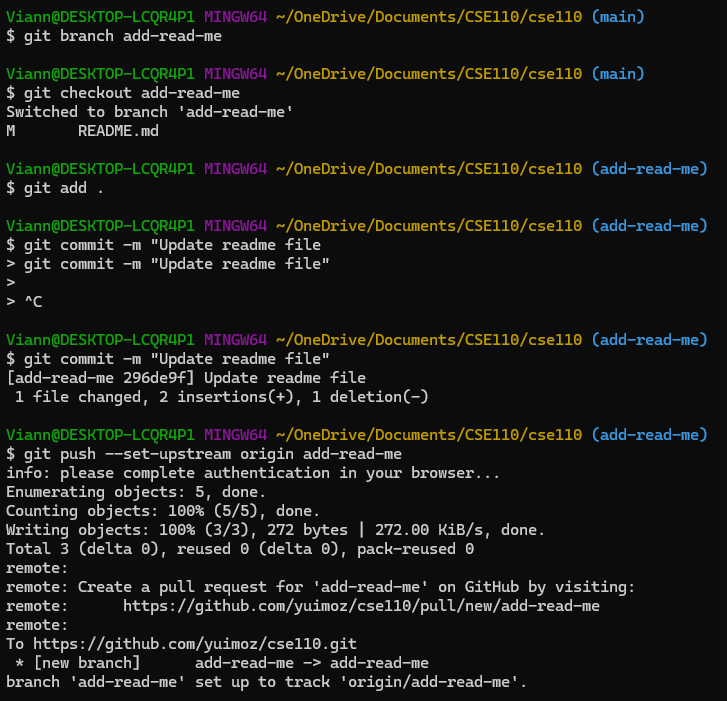 Viann@DESKTOP-LCQR4P1 MINGW64 ~/OneDrive/Documents/CSE110/cse110 (main)
$ git branch add-read-me
Viann@DESKTOP-LCQR4P1 MINGW64 ~/OneDrive/Documents/CSE110/cse110 (main)
$ git checkout add-read-me
Switched to branch 'add-read-me'
M       README.md
Viann@DESKTOP-LCQR4P1 MINGW64 ~/OneDrive/Documents/CSE110/cse110 (add-read-me)
$ git add .
Viann@DESKTOP-LCQR4P1 MINGW64 ~/OneDrive/Documents/CSE110/cse110 (add-read-me)
$ git commit -m "Update readme file
> git commit -m "Update readme file"
>
> ^C
Viann@DESKTOP-LCQR4P1 MINGW64 ~/OneDrive/Documents/CSE110/cse110 (add-read-me)
$ git commit -m "Update readme file"
[add-read-me 296de9f] Update readme file
 1 file changed, 2 insertions(+), 1 deletion(-)
Viann@DESKTOP-LCQR4P1 MINGW64 ~/OneDrive/Documents/CSE110/cse110 (add-read-me)
$ git push --set-upstream origin add-read-me
info: please complete authentication in your browser...
Enumerating objects: 5, done.
Counting objects: 100% (5/5), done.
Writing objects: 100% (3/3), 272 bytes | 272.00 KiB/s, done.
Total 3 (delta 0), reused 0 (delta 0), pack-reused 0
remote:
remote: Create a pull request for 'add-read-me' on GitHub by visiting:
remote:      https://github.com/yuimoz/cse110/pull/new/add-read-me
remote:
To https://github.com/yuimoz/cse110.git
 * [new branch]      add-read-me -> add-read-me
branch 'add-read-me' set up to track 'origin/add-read-me'.